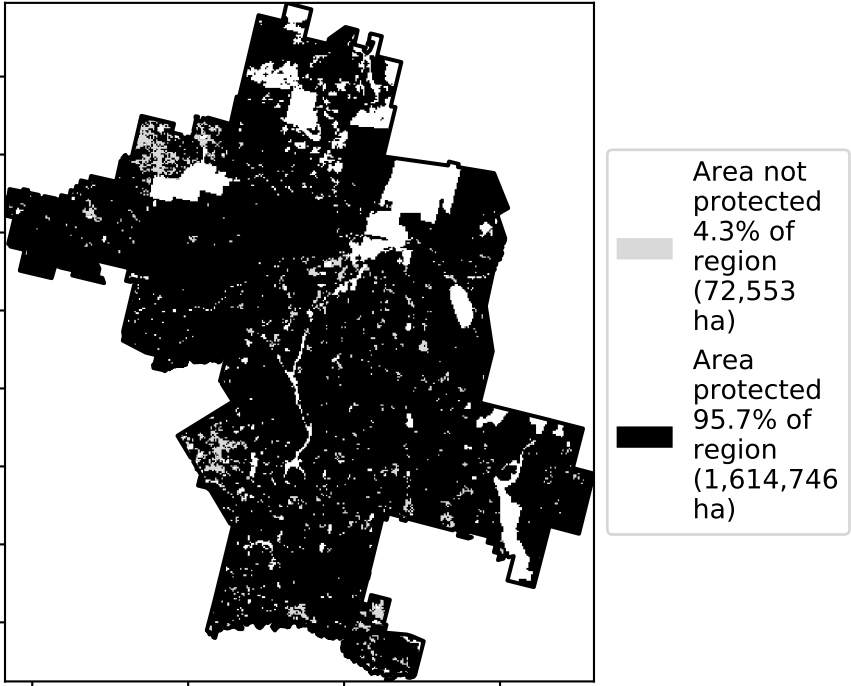 Area not
protected
4.3% of
region
(72,553
ha)
Area
protected
95.7% of
region
(1,614,746
ha)